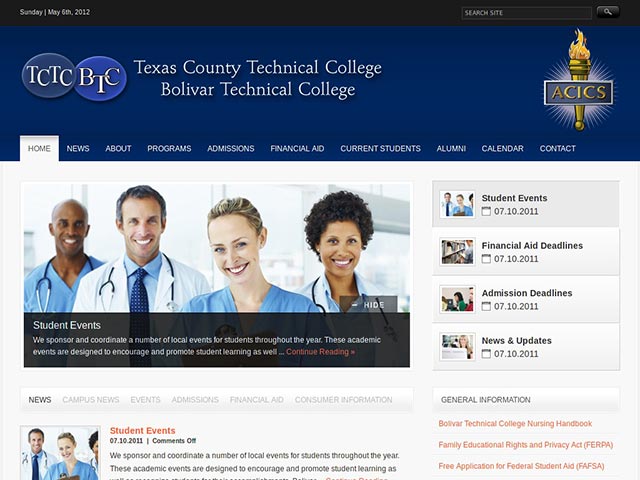 Sunday | May 6th, 2012
SEARCH SITE
TCTC BTC
Texas County Technical College
Bolivar Technical College
ACICS
HOME NEWS ABOUT PROGRAMS ADMISSIONS FINANCIAL AID CURRENT STUDENTS ALUMNI CALENDAR CONTACT
HIDE
Student Events
We sponsor and coordinate a number of local events for students throughout the year. These academic
events are designed to encourage and promote student learning as well ... Continue Reading »
Student Events
07.10.2011
Financial Aid Deadlines
07.10.2011
Admission Deadlines
07.10.2011
News & Updates
07.10.2011
NEWS CAMPUS NEWS EVENTS ADMISSIONS FINANCIAL AID CONSUMER INFORMATION
Student Events
07.10.2011 | Comments Off
We sponsor and coordinate a number of local events for students throughout the year.
These academic events are designed to encourage and promote student learning as
GENERAL INFORMATION
Bolivar Technical College Nursing Handbook
Family Educational Rights and Privacy Act (FERPA)
Free Application for Federal Student Aid (FAFSA)